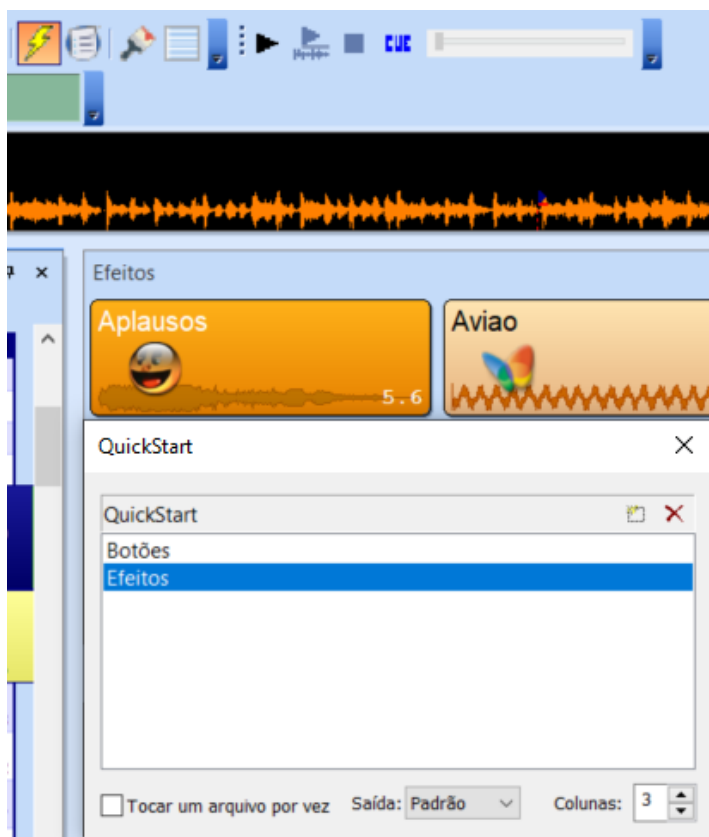 CUE
Efeitos
Aplausos
5.6
Aviao
QuickStart
QuickStart
Botões
Efeitos
Tocar um arquivo por vez Saída: Padrão Colunas: 3